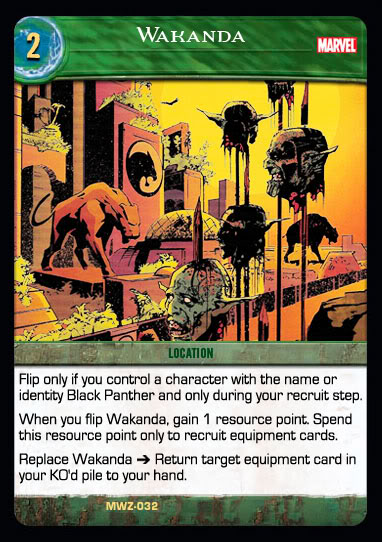 2
Wakanda
MARVEL
LOCATION
Flip only if you control a character with the name or
identity Black Panther and only during your recruit step.
When you flip Wakanda, gain 1 resource point. Spend
this resource point only to recruit equipment cards.
Replace Wakanda ➔ Return target equipment card in
your KO'd pile to your hand.
MWZ-032